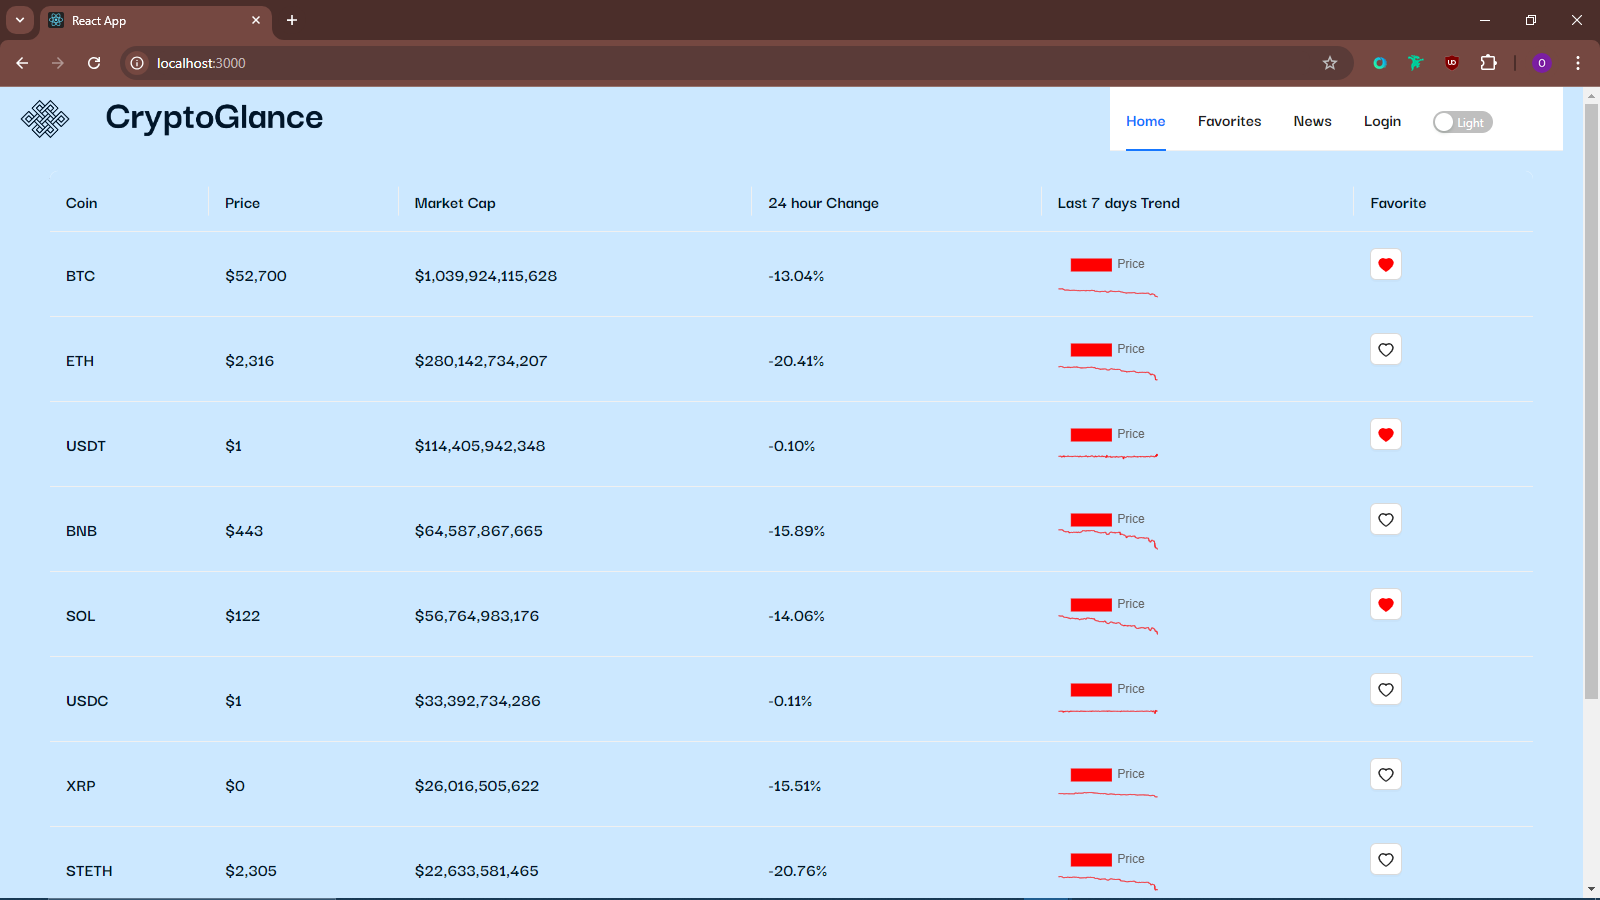 React App
localhost:3000
CryptoGlance
Home Favorites News Login Light
Coin Price Market Cap 24 hour Change Last 7 days Trend Favorite
Price
BTC $52,700 $1,039,924,115,628 -13.04%
Price
ETH $2,316 $280,142,734,207 -20.41%
Price
USDT $1 $114,405,942,348 -0.10%
Price
BNB $443 $64,587,867,665 -15.89%
Price
SOL $122 $56,764,983,176 -14.06%
Price
USDC $1 $33,392,734,286 -0.11%
Price
XRP $0 $26,016,505,622 -15.51%
Price
STETH $2,305 $22,633,581,465 -20.76%